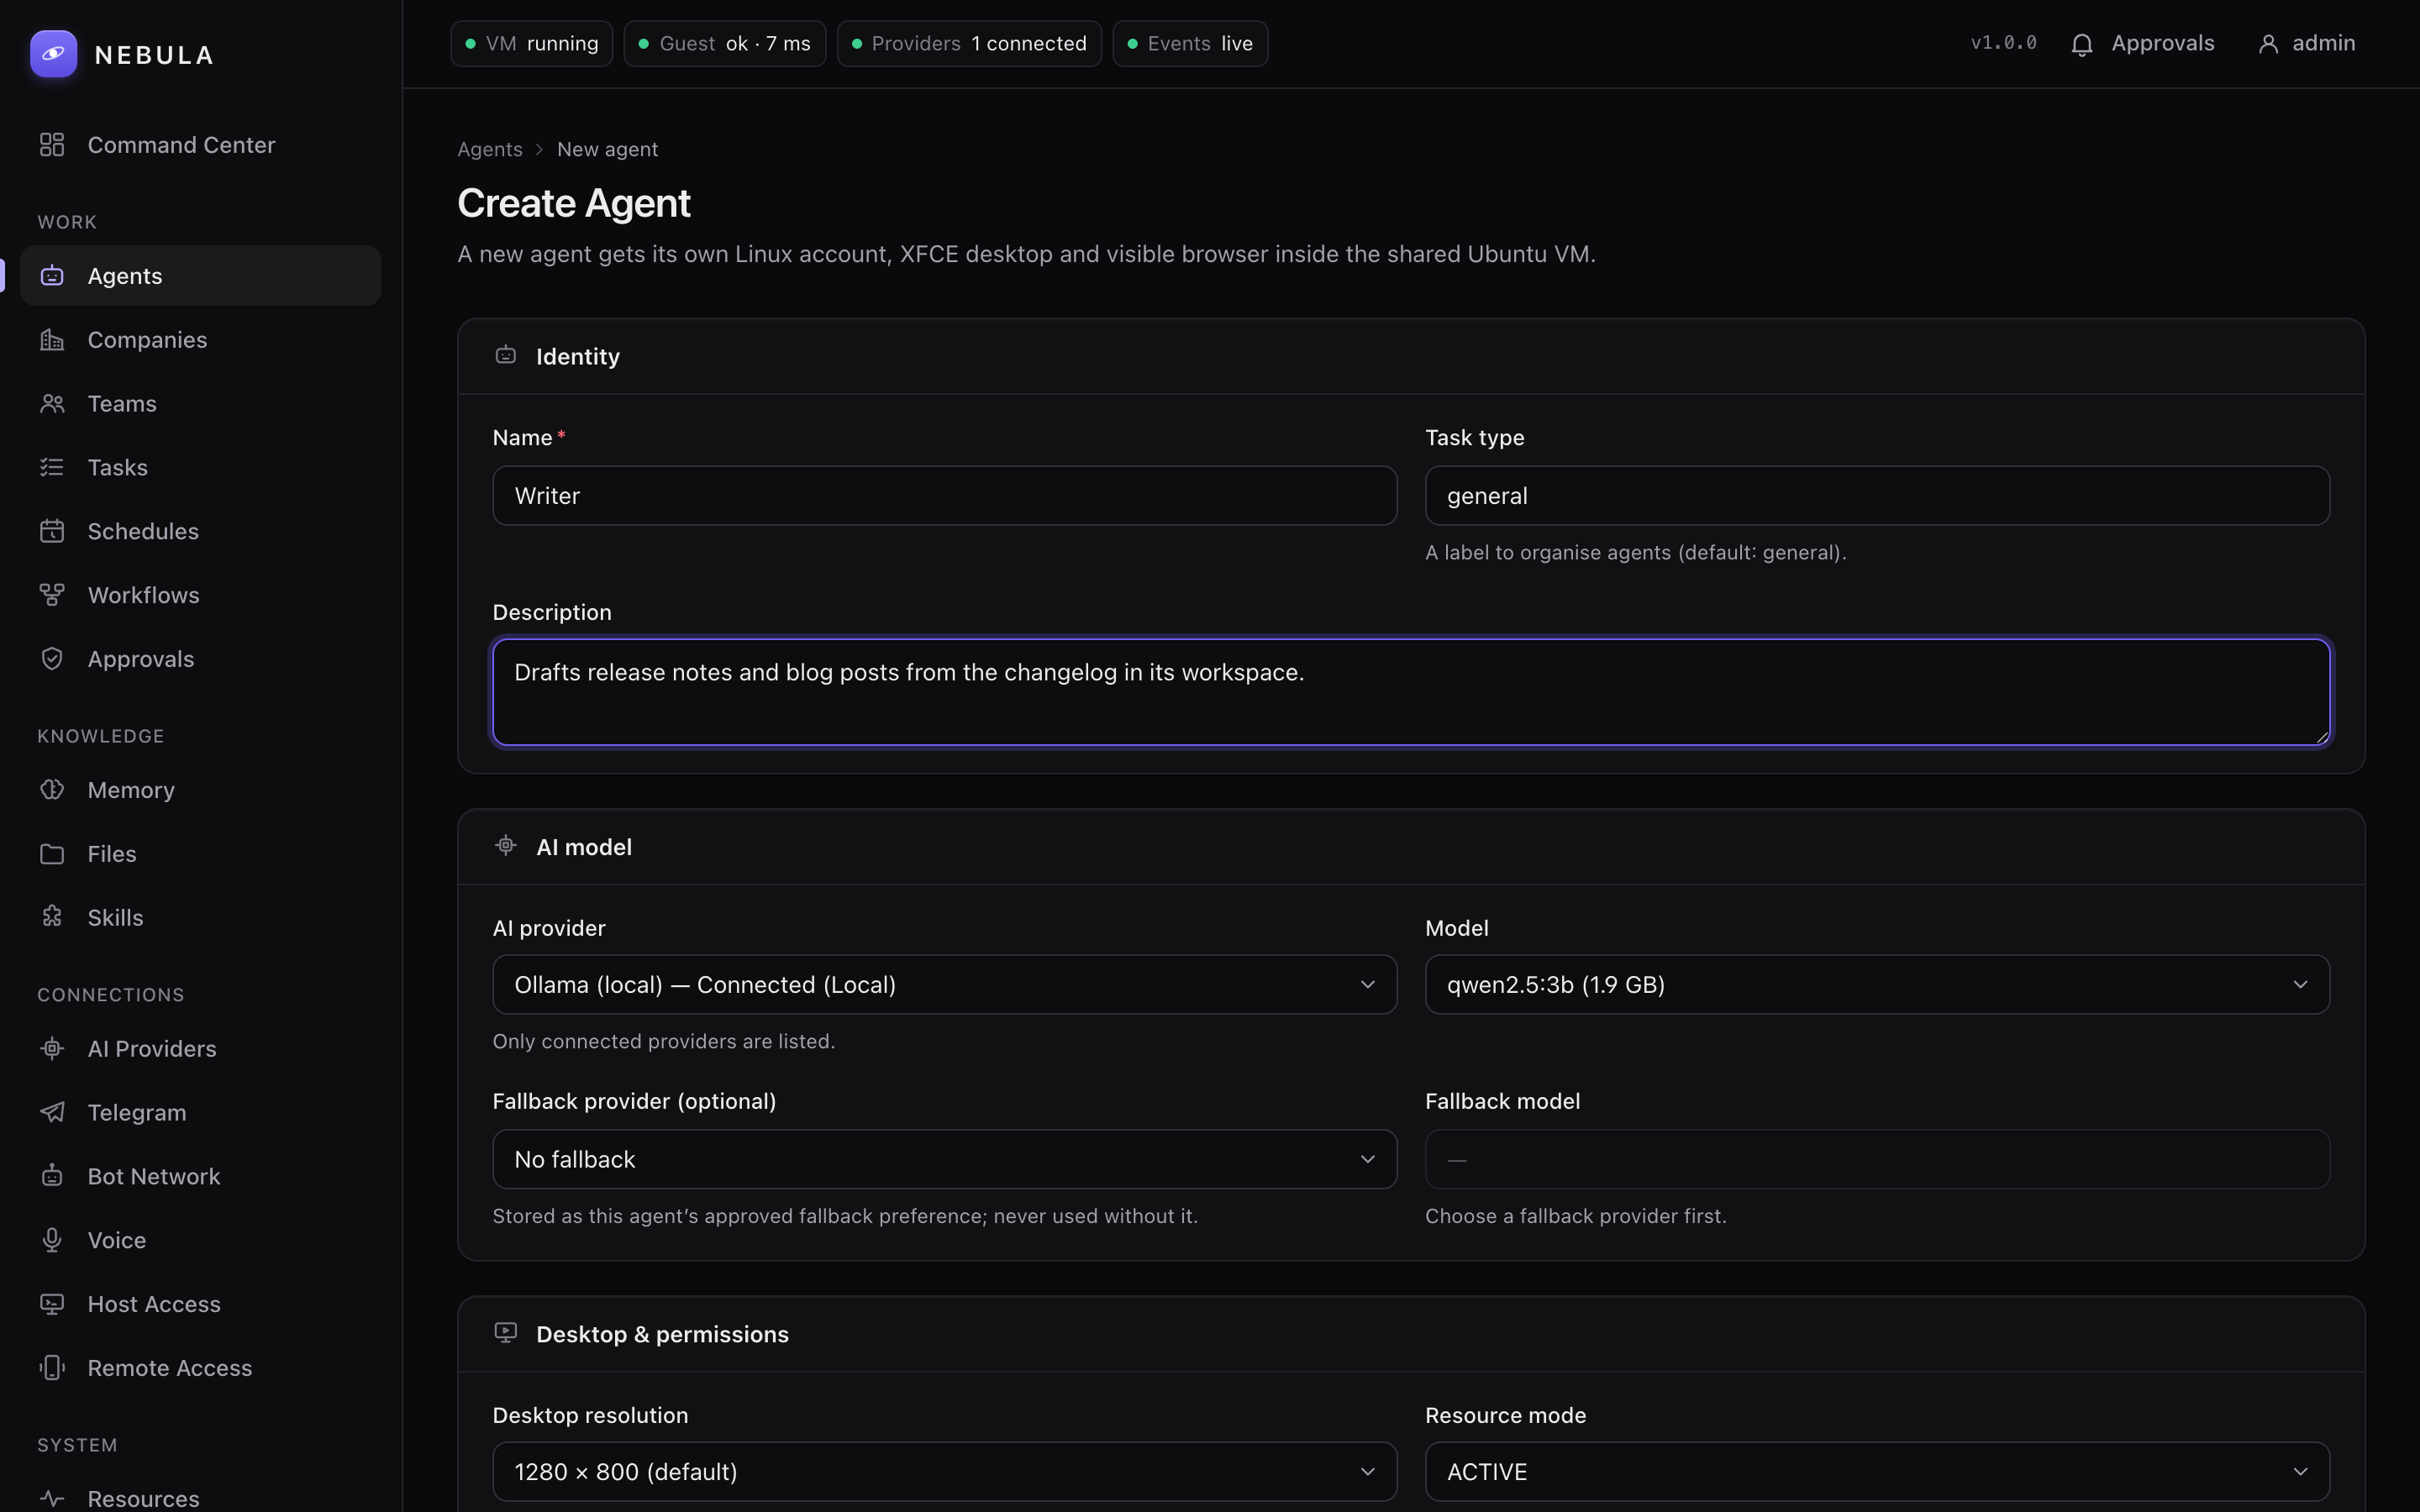 NEBULA
VM running
Guest ok · 7 ms
Providers 1 connected
Events live
v1.0.0
Approvals
admin
Command Center
WORK
Agents
Companies
Teams
Tasks
Schedules
Workflows
Approvals
KNOWLEDGE
Memory
Files
Skills
CONNECTIONS
AI Providers
Telegram
Bot Network
Voice
Host Access
Remote Access
SYSTEM
Resources
Agents > New agent
Create Agent
A new agent gets its own Linux account, XFCE desktop and visible browser inside the shared Ubuntu VM.
Identity
Name *
Writer
Task type
general
A label to organise agents (default: general).
Description
Drafts release notes and blog posts from the changelog in its workspace.
AI model
AI provider
Ollama (local) — Connected (Local)
Only connected providers are listed.
Model
qwen2.5:3b (1.9 GB)
Fallback provider (optional)
No fallback
Stored as this agent’s approved fallback preference; never used without it.
Fallback model
—
Choose a fallback provider first.
Desktop & permissions
Desktop resolution
1280 × 800 (default)
Resource mode
ACTIVE